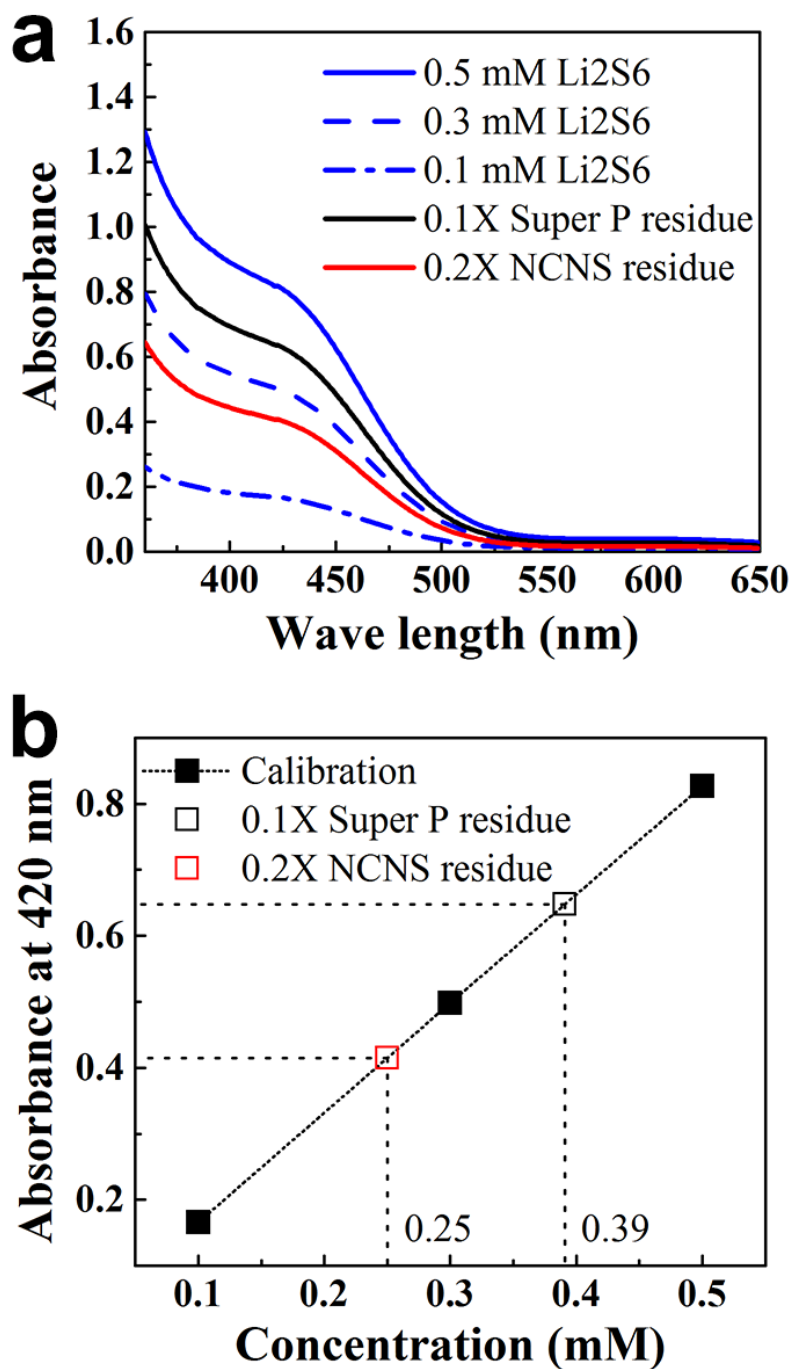 a
1.6
1.4
1.2
1.0
0.8
0.6
0.4
0.2
0.0
Absorbance
0.5 mM Li2S6
0.3 mM Li2S6
0.1 mM Li2S6
0.1X Super P residue
0.2X NCNS residue
400 450 500 550 600 650
Wave length (nm)
b
0.8
0.6
0.4
0.2
Absorbance at 420 nm
Calibration
0.1X Super P residue
0.2X NCNS residue
0.25 0.39
0.1 0.2 0.3 0.4 0.5
Concentration (mM)